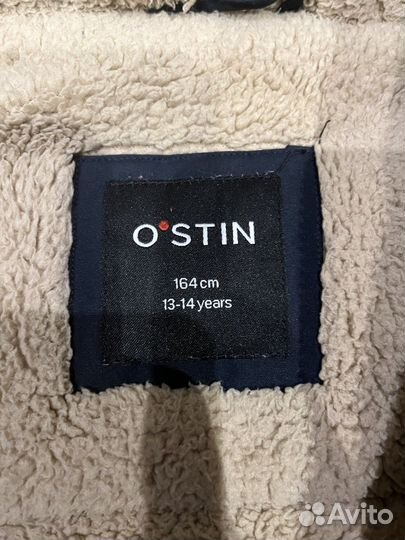 O'STIN
164 cm
13-14 years
Avito